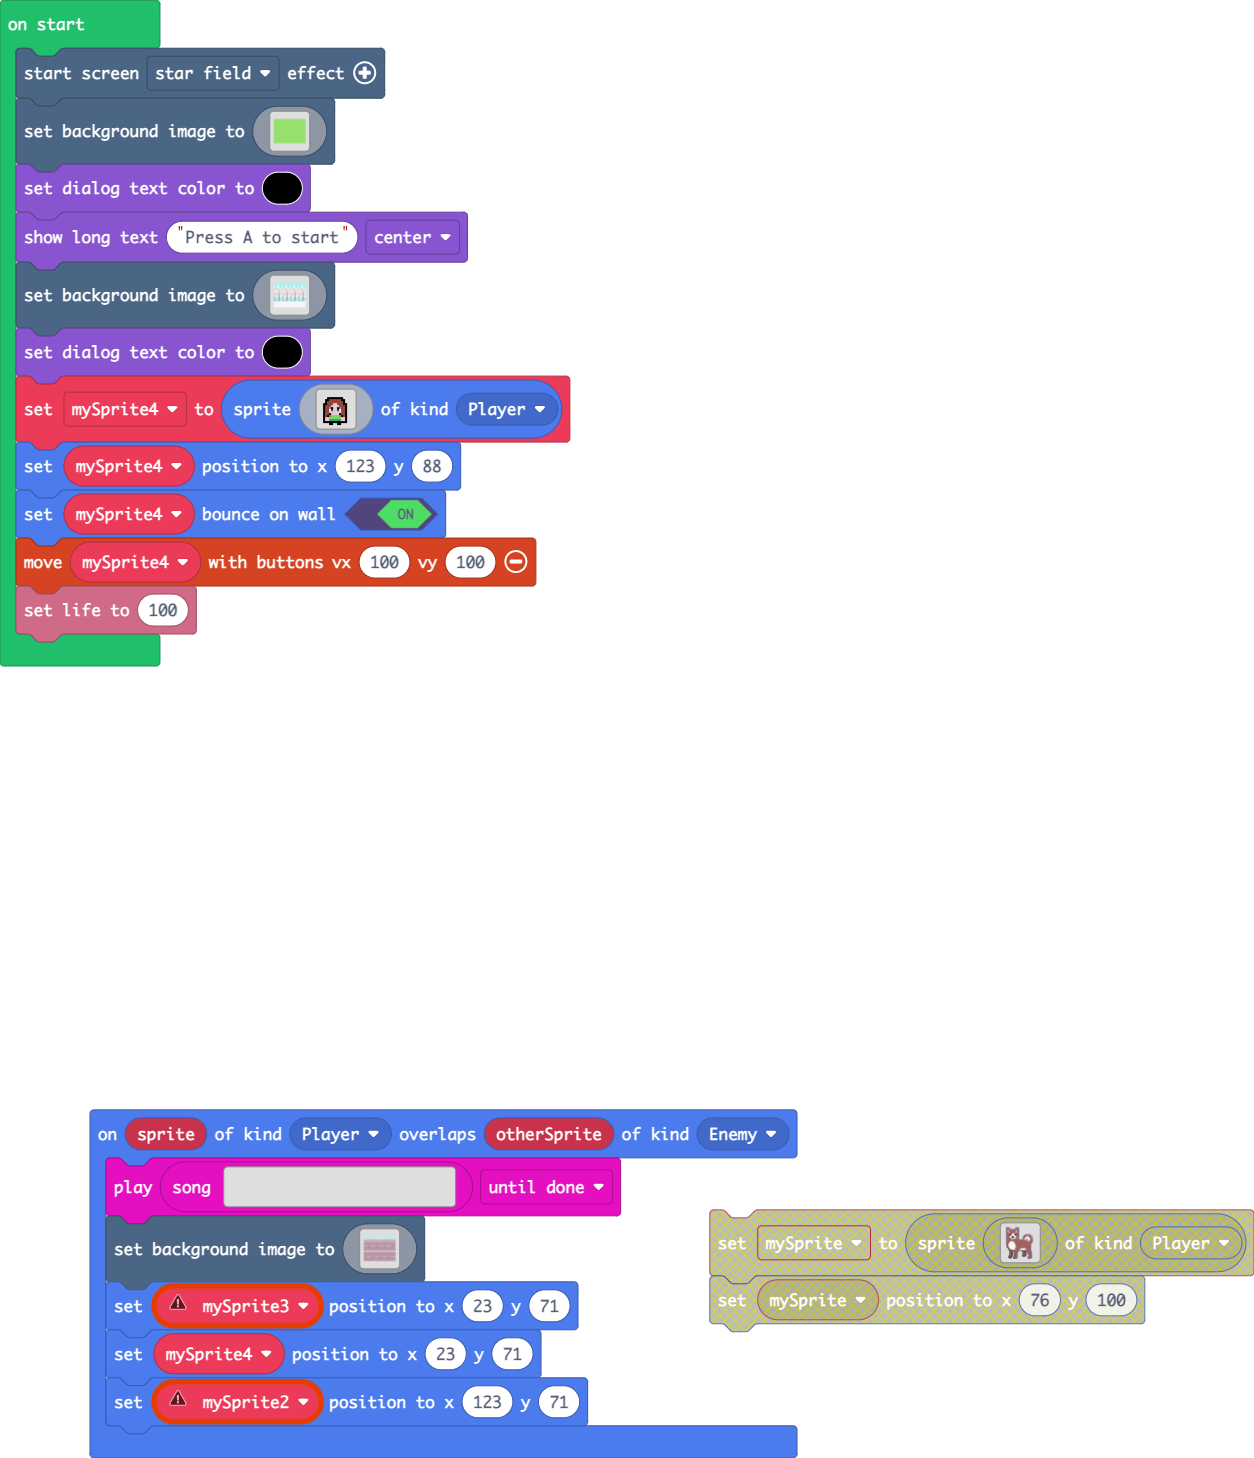 on start
start screen star field effect
set background image to
set dialog text color to
show long text "Press A to start" center
set background image to
set dialog text color to
set mySprite4 to sprite of kind Player
set mySprite4 position to x 123 y 88
set mySprite4 bounce on wall ON
move mySprite4 with buttons vx 100 vy 100
set life to 100
on sprite of kind Player overlaps otherSprite of kind Enemy
play song until done
set background image to
set mySprite3 position to x 23 y 71
set mySprite4 position to x 23 y 71
set mySprite2 position to x 123 y 71
set mySprite to sprite of kind Player
set mySprite position to x 76 y 100